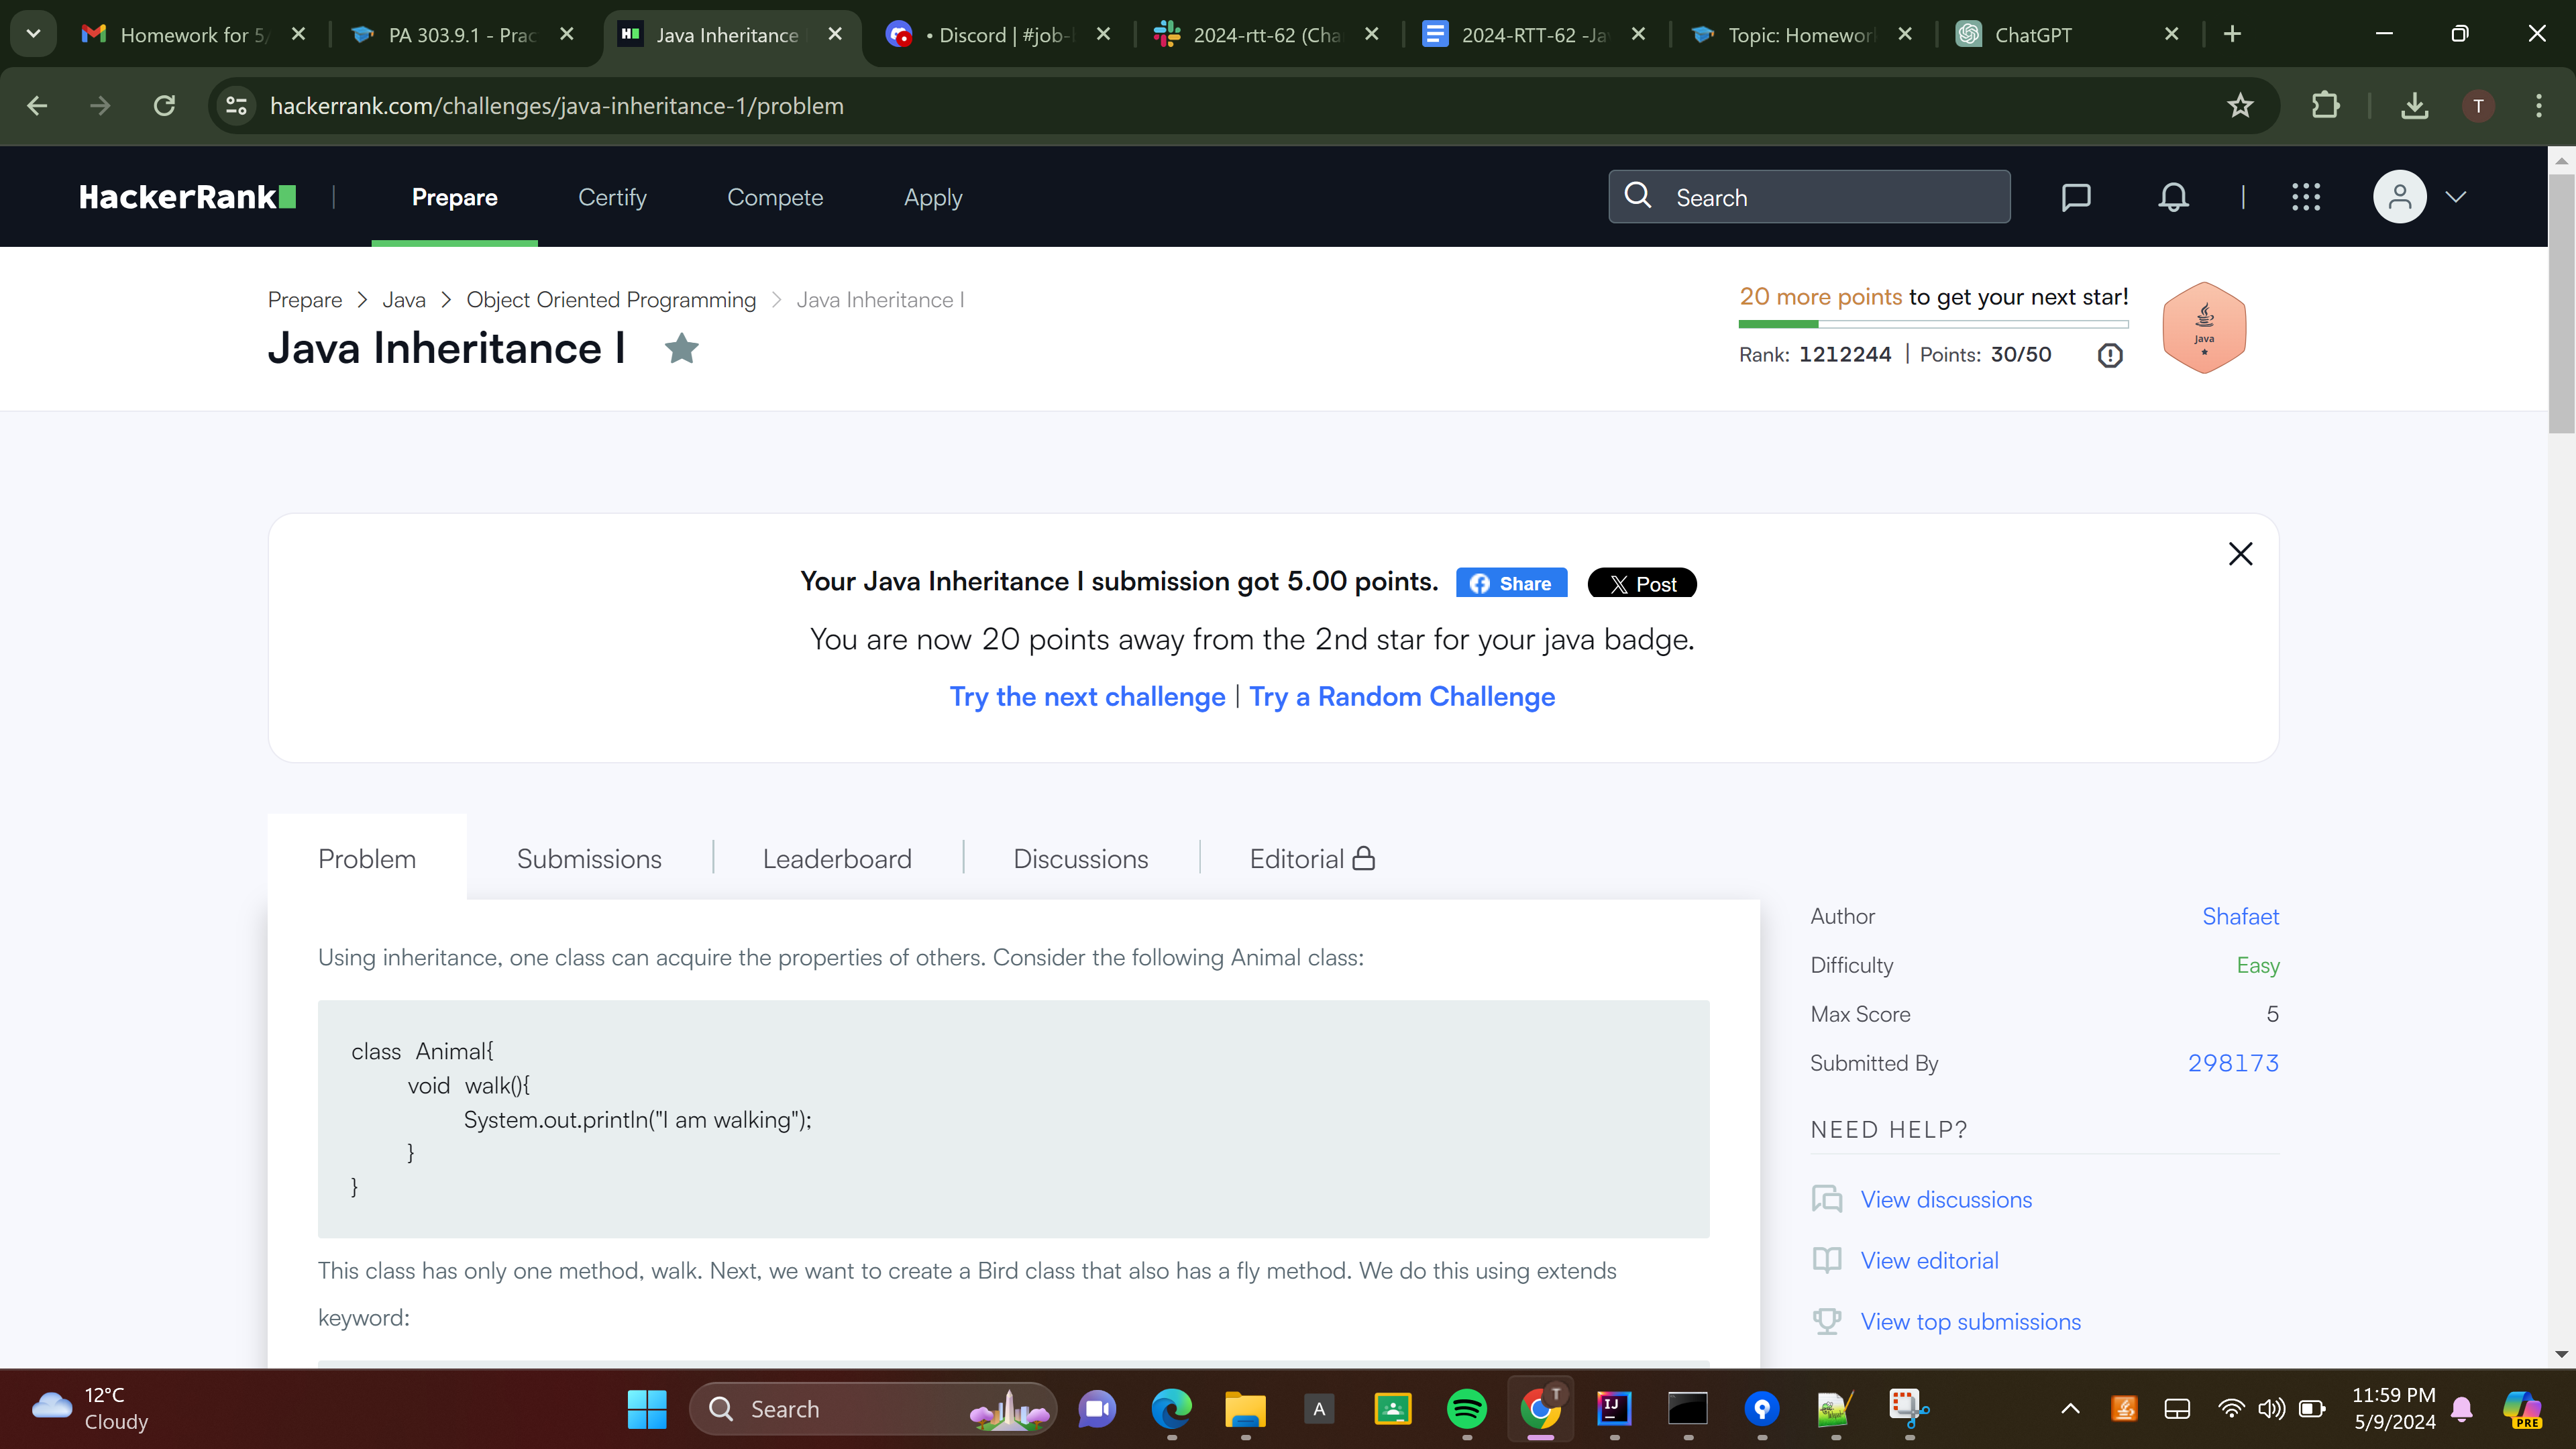 Homework for 5/
PA 303.9.1 - Prac
Java Inheritance
• Discord | #job-
2024-rtt-62 (Cha
2024-RTT-62 -Ja
Topic: Homework
ChatGPT
hackerrank.com/challenges/java-inheritance-1/problem
T
HackerRank
Prepare
Certify
Compete
Apply
Search
Prepare > Java > Object Oriented Programming > Java Inheritance I
Java Inheritance I
20 more points to get your next star!
Rank: 1212244 | Points: 30/50
Java
Your Java Inheritance I submission got 5.00 points.
Share
X Post
You are now 20 points away from the 2nd star for your java badge.
Try the next challenge | Try a Random Challenge
Problem
Submissions
Leaderboard
Discussions
Editorial
Using inheritance, one class can acquire the properties of others. Consider the following Animal class:
class Animal{
void walk(){
System.out.println("I am walking");
}
}
This class has only one method, walk. Next, we want to create a Bird class that also has a fly method. We do this using extends
keyword:
Author Shafaet
Difficulty Easy
Max Score 5
Submitted By 298173
NEED HELP?
View discussions
View editorial
View top submissions
12°C
Cloudy
Search
A
T
IJ
11:59 PM
5/9/2024
PRE